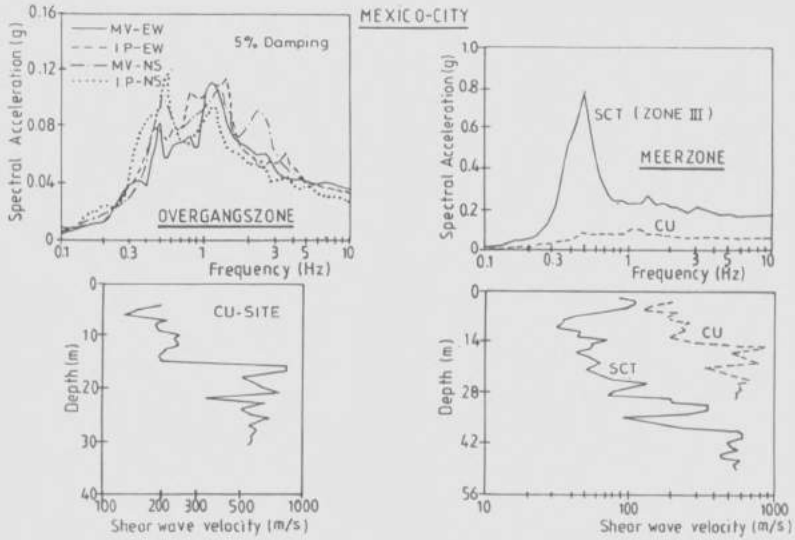 MEXICO-CITY
Spectral Acceleration (g)
0.16
0.12
0.08
0.04
0
MV-EW
IP-EW
MV-NS
IP-NS
5% Damping
OVERGANGSZONE
0.1 0.3 1 3 10
Frequency (Hz)
Spectral Acceleration (g)
1.0
0.8
0.6
0.4
0.2
0
SCT (ZONE III)
MEERZONE
CU
0.1 0.3 1 3 10
Frequency (Hz)
Depth (m)
0
10
20
30
40
CU-SITE
100 200 300 500 1000
Shear wave velocity (m/s)
Depth (m)
0
14
28
42
56
CU
SCT
10 100 1000
Shear wave velocity (m/s)